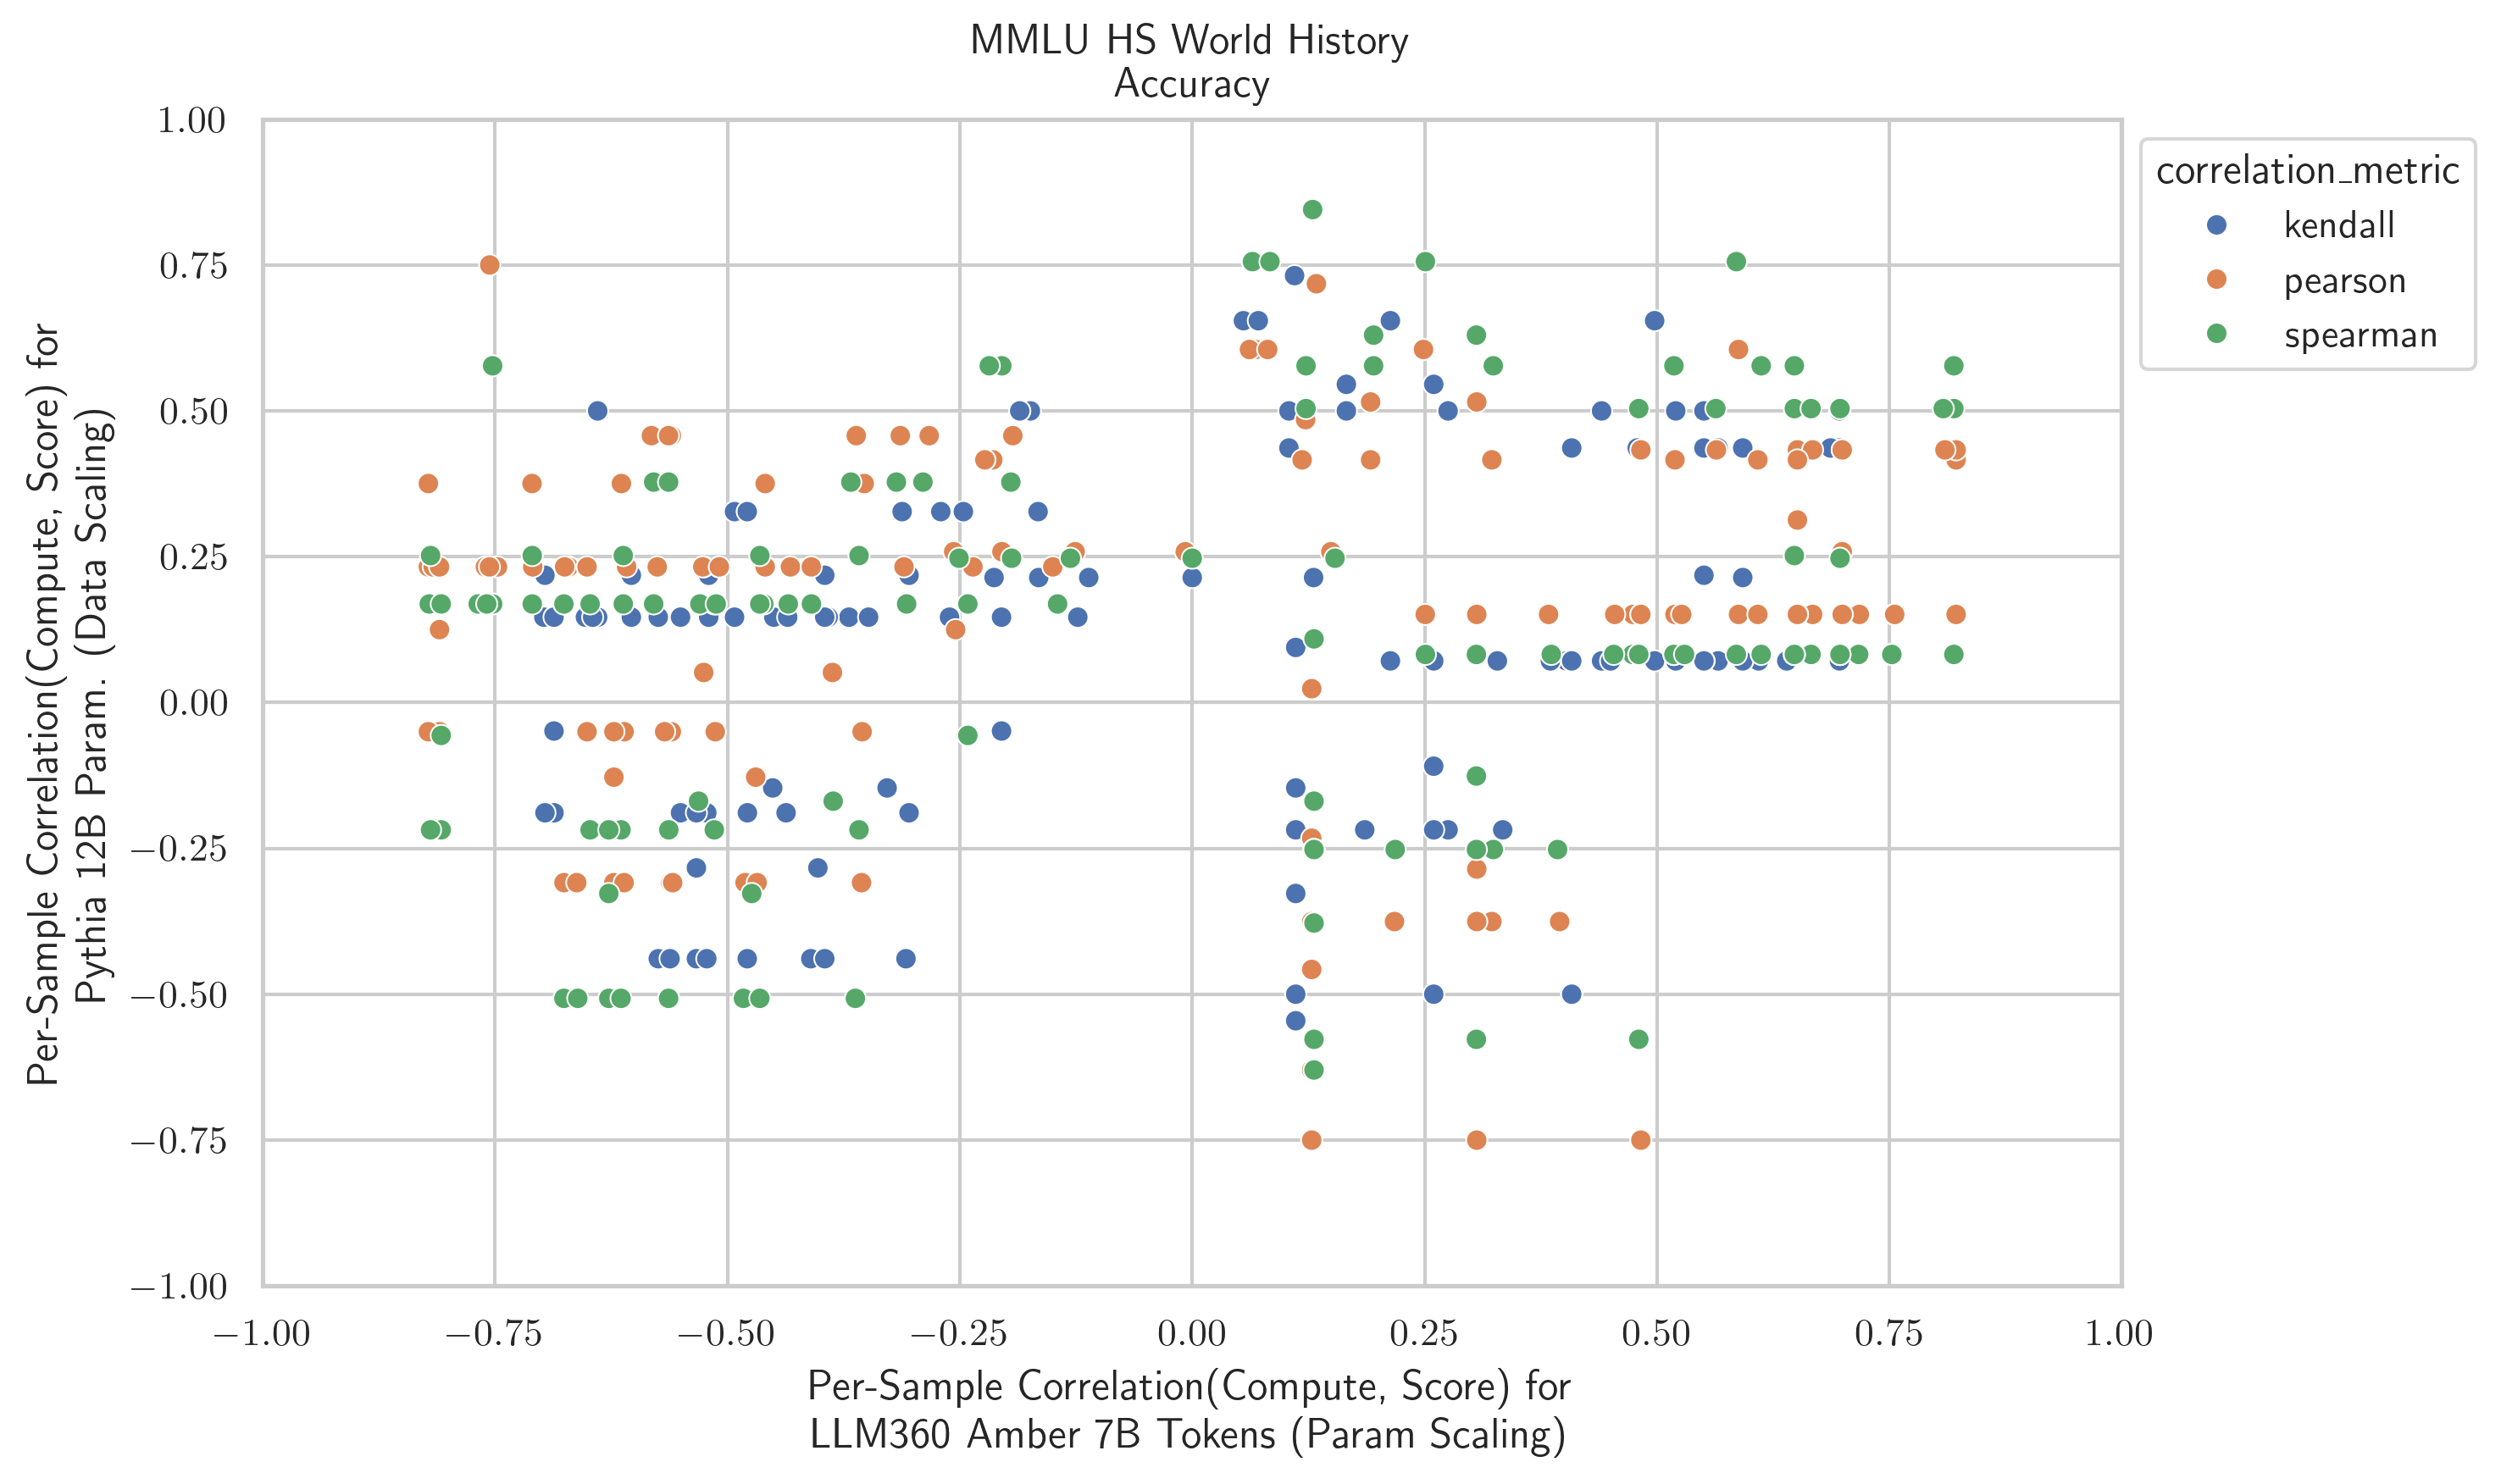 MMLU HS World History
Accuracy
1.00
0.75
0.50
0.25
0.00
−0.25
−0.50
−0.75
−1.00
Per-Sample Correlation(Compute, Score) for
Pythia 12B Param. (Data Scaling)
correlation_metric
kendall
pearson
spearman
−1.00 −0.75 −0.50 −0.25 0.00 0.25 0.50 0.75 1.00
Per-Sample Correlation(Compute, Score) for
LLM360 Amber 7B Tokens (Param Scaling)